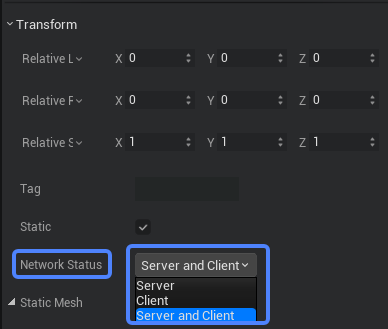 Transform
Relative L X 0 Y 0 Z 0
Relative F X 0 Y 0 Z 0
Relative S X 1 Y 1 Z 1
Tag
Static
Network Status Server and Client
Server
Client
Server and Client
Static Mesh